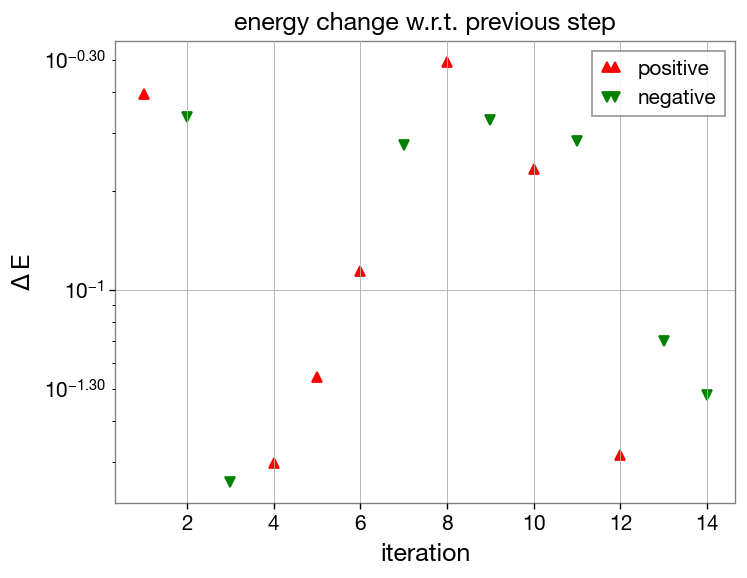 energy change w.r.t. previous step
10^−0.30
10^−1
10^−1.30
Δ E
positive
negative
2 4 6 8 10 12 14
iteration